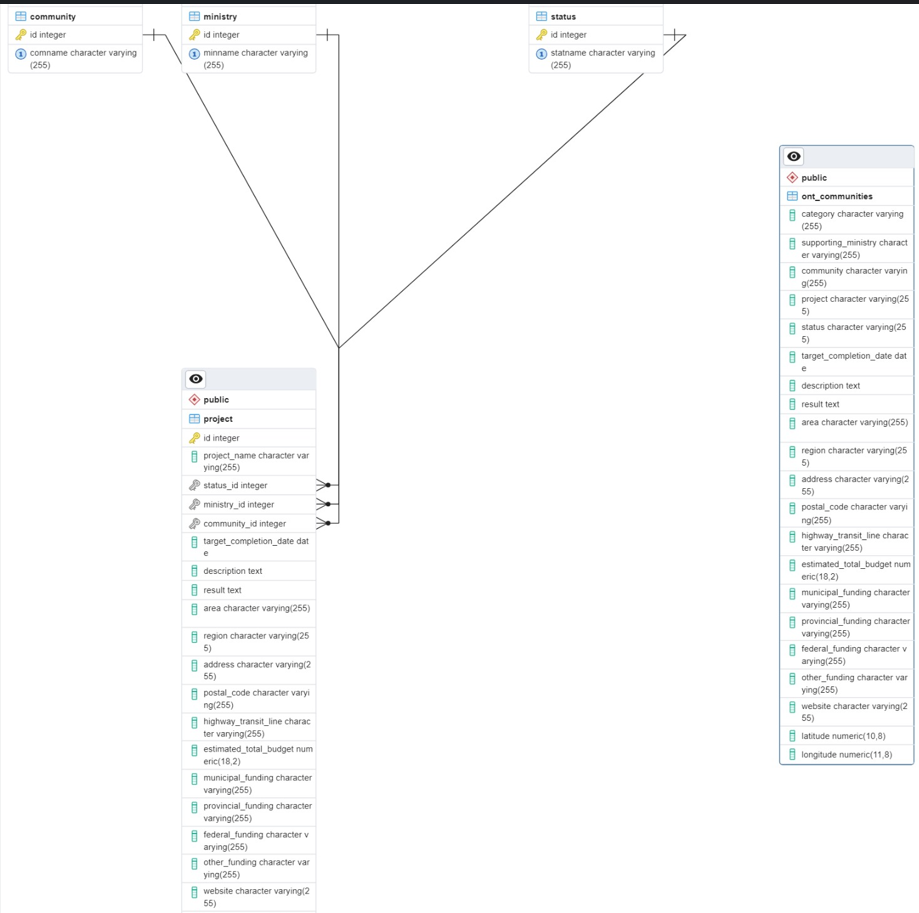 community
id integer
comname character varying
(255)
ministry
id integer
minname character varying
(255)
status
id integer
statname character varying
(255)
public
project
id integer
project_name character var
ying(255)
status_id integer
ministry_id integer
community_id integer
target_completion_date dat
e
description text
result text
area character varying(255)
region character varying(25
5)
address character varying(2
55)
postal_code character varyi
ng(255)
highway_transit_line charac
ter varying(255)
estimated_total_budget num
eric(18,2)
municipal_funding character
varying(255)
provincial_funding character
varying(255)
federal_funding character v
arying(255)
other_funding character var
ying(255)
website character varying(2
55)
public
ont_communities
category character varying
(255)
supporting_ministry charact
er varying(255)
community character varyin
g(255)
project character varying(25
5)
status character varying(25
5)
target_completion_date dat
e
description text
result text
area character varying(255)
region character varying(25
5)
address character varying(2
55)
postal_code character varyi
ng(255)
highway_transit_line charac
ter varying(255)
estimated_total_budget num
eric(18,2)
municipal_funding character
varying(255)
provincial_funding character
varying(255)
federal_funding character v
arying(255)
other_funding character var
ying(255)
website character varying(2
55)
latitude numeric(10,8)
longitude numeric(11,8)